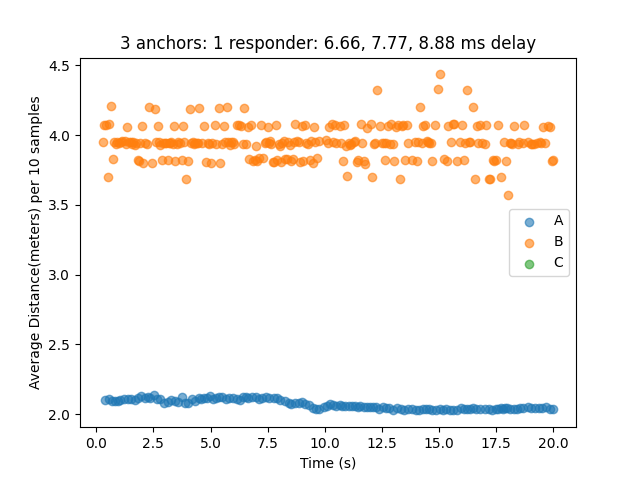 3 anchors: 1 responder: 6.66, 7.77, 8.88 ms delay
Average Distance(meters) per 10 samples
4.5
4.0
3.5
3.0
2.5
2.0
A
B
C
0.0 2.5 5.0 7.5 10.0 12.5 15.0 17.5 20.0
Time (s)